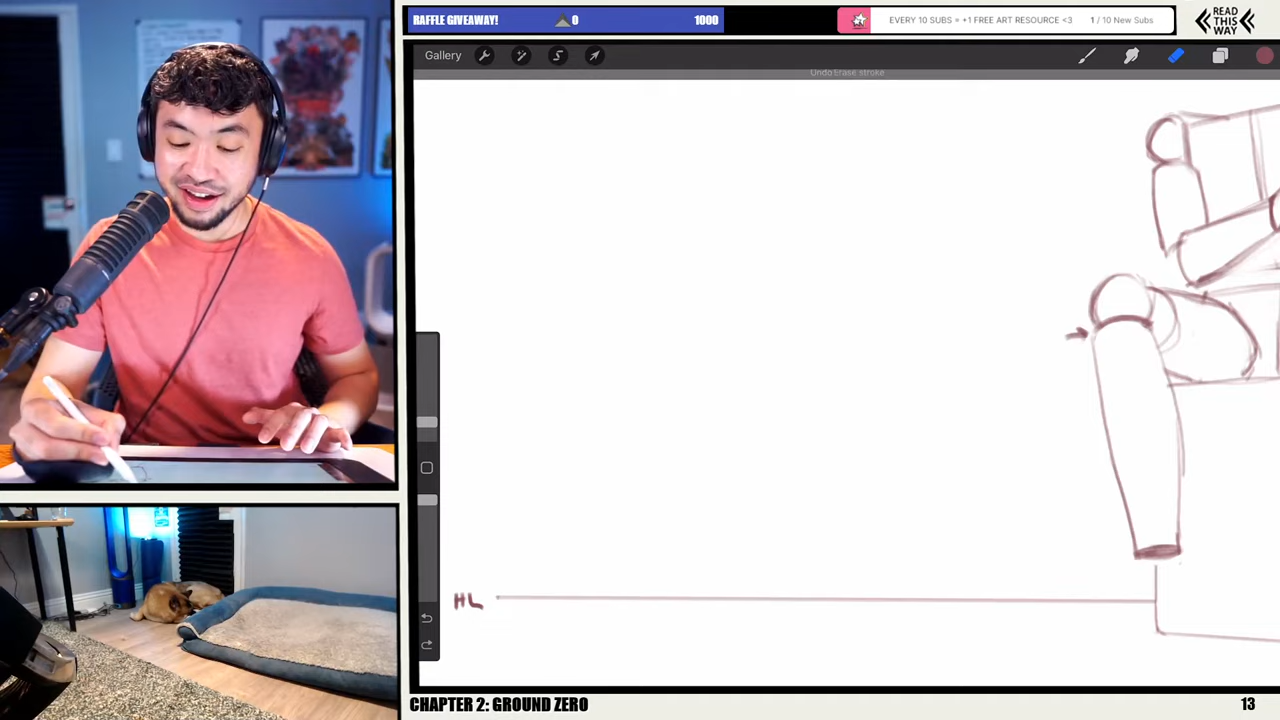 RAFFLE GIVEAWAY! 0 1000
EVERY 10 SUBS = +1 FREE ART RESOURCE <3 1 / 10 New Subs
READ
THIS
WAY
Gallery
Undo Erase stroke
HL
CHAPTER 2: GROUND ZERO 13